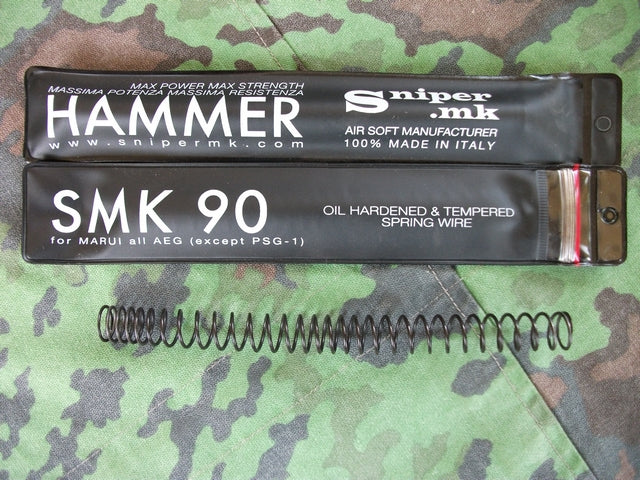 MAX POWER MAX STRENGTH
MASSIMA POTENZA MASSIMA RESISTENZA
HAMMER
www.snipermk.com
Sniper
.mk
AIR SOFT MANUFACTURER
100% MADE IN ITALY
SMK 90
for MARUI all AEG (except PSG-1)
OIL HARDENED & TEMPERED
SPRING WIRE